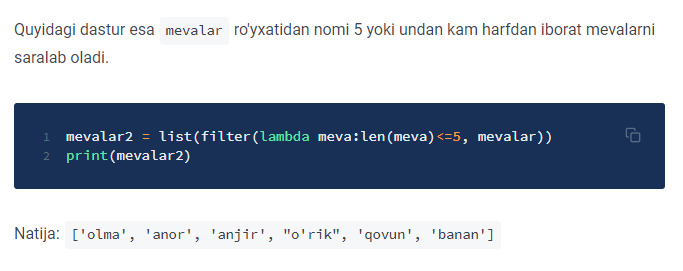 Quyidagi dastur esa mevalar ro'yxatidan nomi 5 yoki undan kam harfdan iborat mevalarni
saralab oladi.
1 mevalar2 = list(filter(lambda meva:len(meva)<=5, mevalar))
2 print(mevalar2)
Natija: ['olma', 'anor', 'anjir', "o'rik", 'qovun', 'banan']